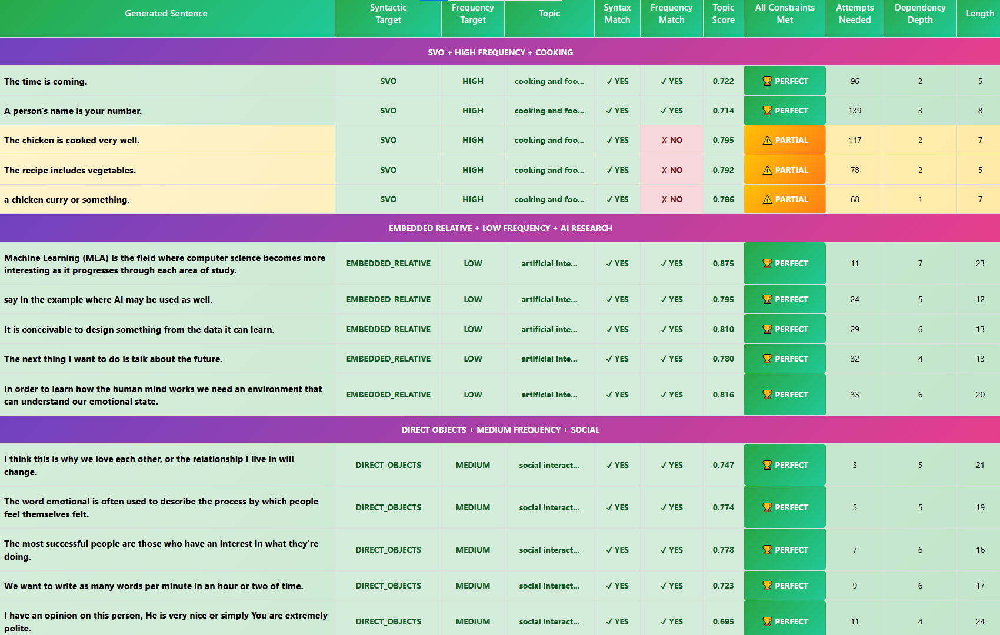 Generated Sentence Syntactic Target Frequency Target Topic Syntax Match Frequency Match Topic Score All Constraints Met Attempts Needed Dependency Depth Length
SVO + HIGH FREQUENCY + COOKING
The time is coming. SVO HIGH cooking and foo... ✓ YES ✓ YES 0.722 🏆 PERFECT 96 2 5
A person's name is your number. SVO HIGH cooking and foo... ✓ YES ✓ YES 0.714 🏆 PERFECT 139 3 8
The chicken is cooked very well. SVO HIGH cooking and foo... ✓ YES ✗ NO 0.795 ⚠ PARTIAL 117 2 7
The recipe includes vegetables. SVO HIGH cooking and foo... ✓ YES ✗ NO 0.792 ⚠ PARTIAL 78 2 5
a chicken curry or something. SVO HIGH cooking and foo... ✓ YES ✗ NO 0.786 ⚠ PARTIAL 68 1 7
EMBEDDED RELATIVE + LOW FREQUENCY + AI RESEARCH
Machine Learning (MLA) is the field where computer science becomes more
interesting as it progresses through each area of study. EMBEDDED_RELATIVE LOW artificial inte... ✓ YES ✓ YES 0.875 🏆 PERFECT 11 7 23
say in the example where AI may be used as well. EMBEDDED_RELATIVE LOW artificial inte... ✓ YES ✓ YES 0.795 🏆 PERFECT 24 5 12
It is conceivable to design something from the data it can learn. EMBEDDED_RELATIVE LOW artificial inte... ✓ YES ✓ YES 0.810 🏆 PERFECT 29 6 13
The next thing I want to do is talk about the future. EMBEDDED_RELATIVE LOW artificial inte... ✓ YES ✓ YES 0.780 🏆 PERFECT 32 4 13
In order to learn how the human mind works we need an environment that
can understand our emotional state. EMBEDDED_RELATIVE LOW artificial inte... ✓ YES ✓ YES 0.816 🏆 PERFECT 33 6 20
DIRECT OBJECTS + MEDIUM FREQUENCY + SOCIAL
I think this is why we love each other, or the relationship I live in will
change. DIRECT_OBJECTS MEDIUM social interact... ✓ YES ✓ YES 0.747 🏆 PERFECT 3 5 21
The word emotional is often used to describe the process by which people
feel themselves felt. DIRECT_OBJECTS MEDIUM social interact... ✓ YES ✓ YES 0.774 🏆 PERFECT 5 5 19
The most successful people are those who have an interest in what they're
doing. DIRECT_OBJECTS MEDIUM social interact... ✓ YES ✓ YES 0.778 🏆 PERFECT 7 6 16
We want to write as many words per minute in an hour or two of time. DIRECT_OBJECTS MEDIUM social interact... ✓ YES ✓ YES 0.723 🏆 PERFECT 9 6 17
I have an opinion on this person, He is very nice or simply You are extremely
polite. DIRECT_OBJECTS MEDIUM social interact... ✓ YES ✓ YES 0.695 🏆 PERFECT 11 4 24